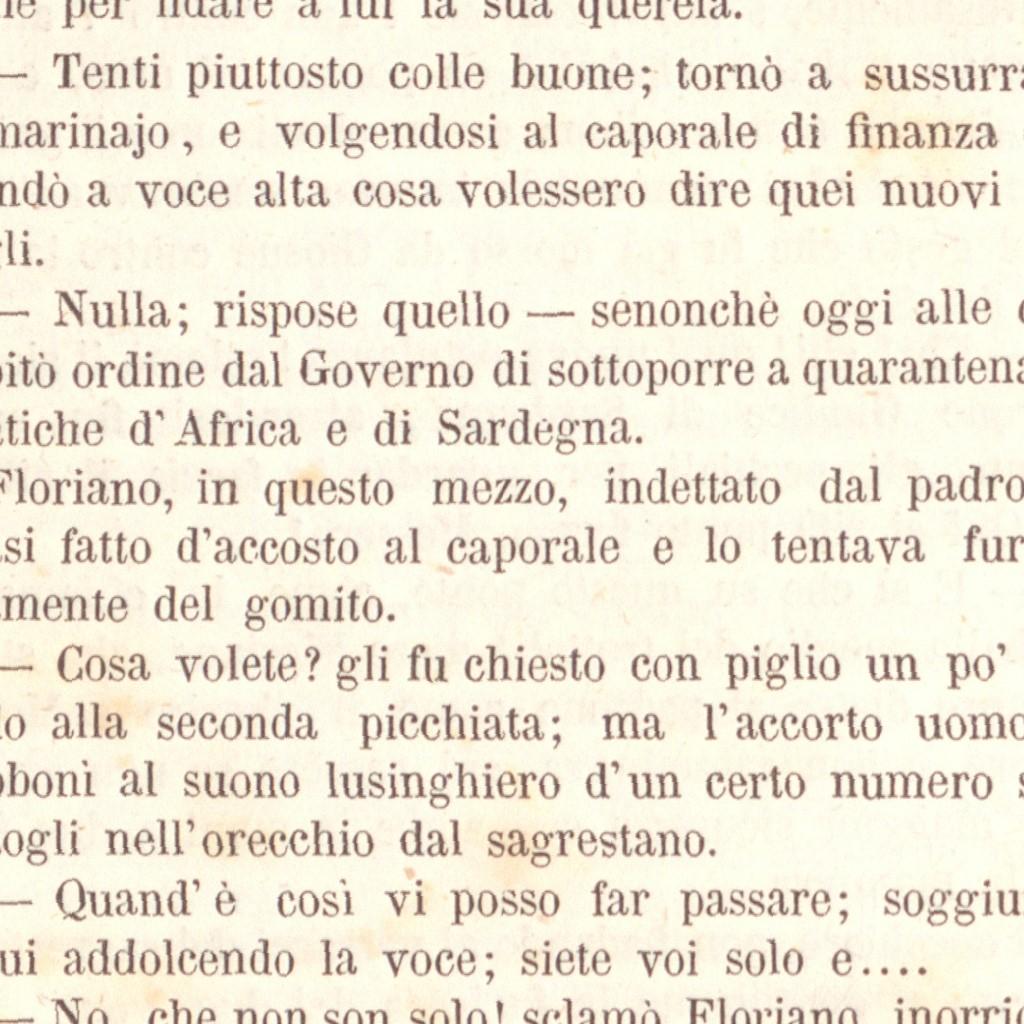 per fidare a lui la sua querela.
— Tenti piuttosto colle buone; tornò a sussurra
narinajo, e volgendosi al caporale di finanza
ndò a voce alta cosa volessero dire quei nuovi
gli.
— Nulla; rispose quello — senonchè oggi alle
itò ordine dal Governo di sottoporre a quarantena
tiche d'Africa e di Sardegna.
Floriano, in questo mezzo, indettato dal padro
si fatto d'accosto al caporale e lo tentava fur
mente del gomito.
— Cosa volete? gli fu chiesto con piglio un po'
lo alla seconda picchiata; ma l'accorto uomo
bbonì al suono lusinghiero d'un certo numero s
ogli nell'orecchio dal sagrestano.
— Quand'è così vi posso far passare; soggiu
ui addolcendo la voce; siete voi solo e....
— No, che non son solo! sclamò Floriano inorri